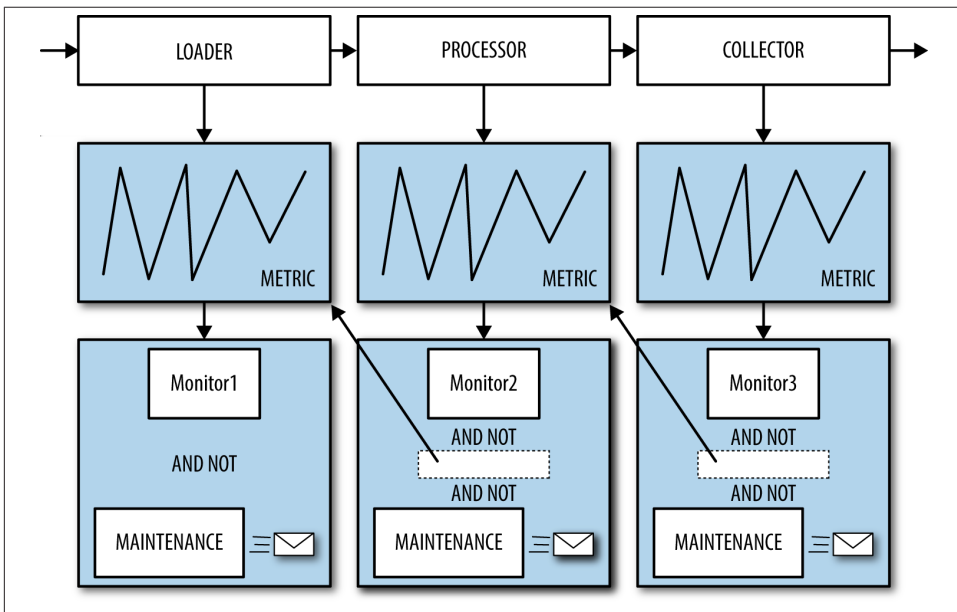 LOADER
PROCESSOR
COLLECTOR
METRIC
METRIC
METRIC
Monitor1
AND NOT
MAINTENANCE
Monitor2
AND NOT
AND NOT
MAINTENANCE
Monitor3
AND NOT
AND NOT
MAINTENANCE